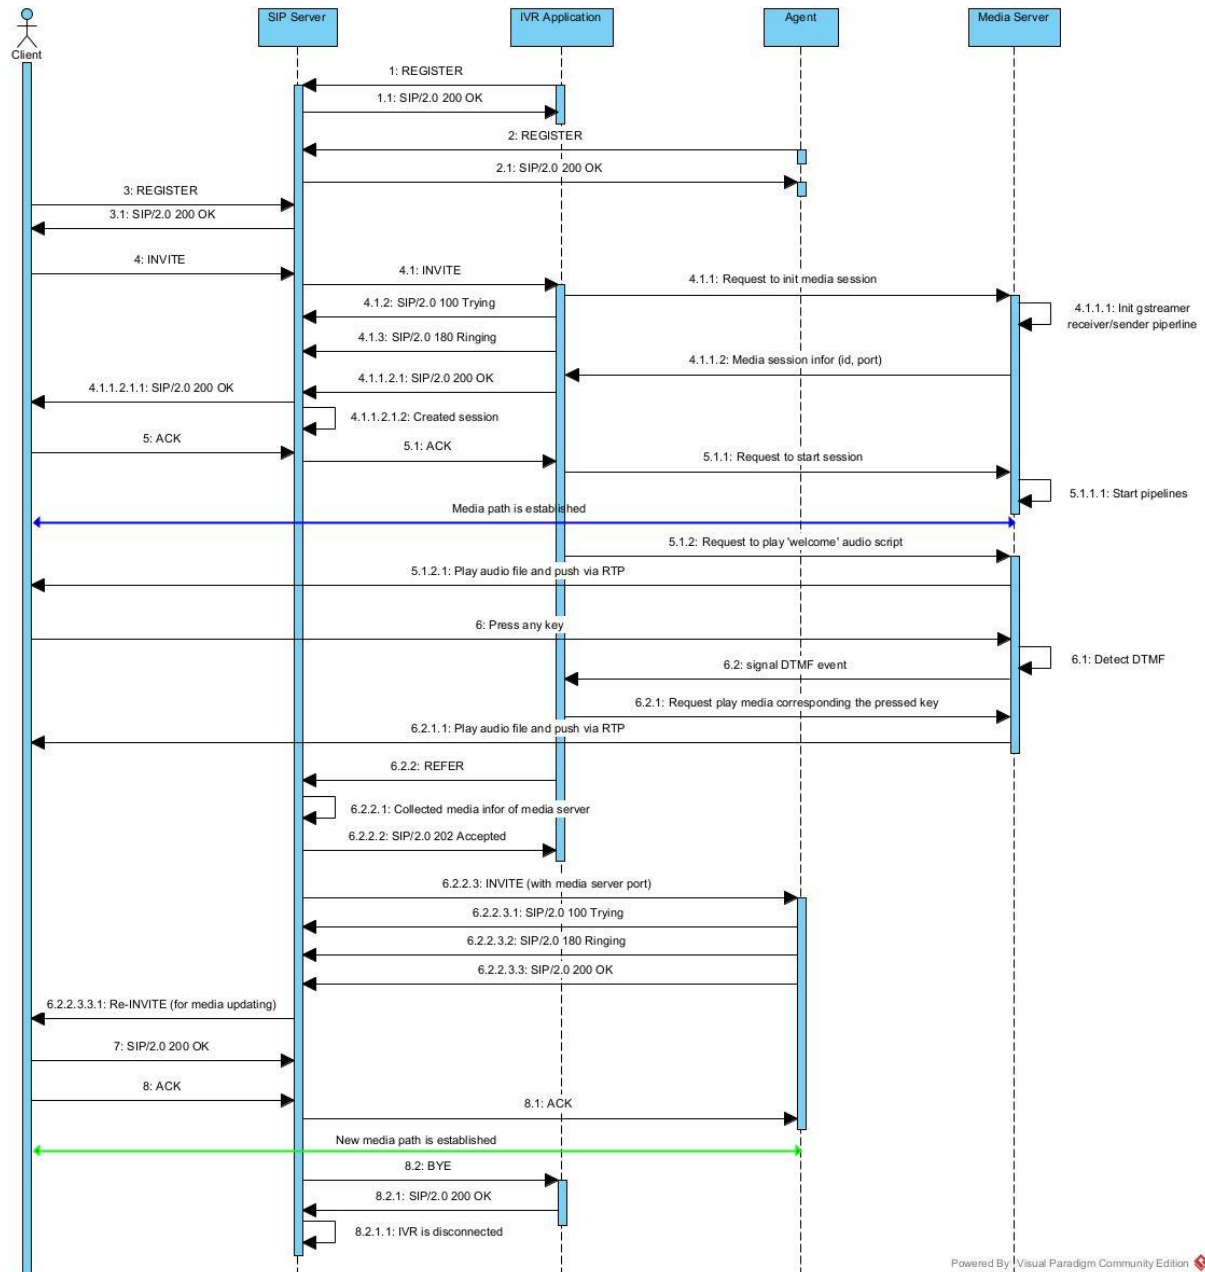 SIP Server
IVR Application
Agent
Media Server
Client
1: REGISTER
1.1: SIP/2.0 200 OK
2: REGISTER
2.1: SIP/2.0 200 OK
3: REGISTER
3.1: SIP/2.0 200 OK
4: INVITE
4.1: INVITE
4.1.1: Request to init media session
4.1.2: SIP/2.0 100 Trying
4.1.1.1: Init gstreamer
receiver/sender piperline
4.1.3: SIP/2.0 180 Ringing
4.1.1.2: Media session infor (id, port)
4.1.1.2.1: SIP/2.0 200 OK
4.1.1.2.1.1: SIP/2.0 200 OK
4.1.1.2.1.2: Created session
5: ACK
5.1: ACK
5.1.1: Request to start session
5.1.1.1: Start pipelines
Media path is established
5.1.2: Request to play 'welcome' audio script
5.1.2.1: Play audio file and push via RTP
6: Press any key
6.1: Detect DTMF
6.2: signal DTMF event
6.2.1: Request play media corresponding the pressed key
6.2.1.1: Play audio file and push via RTP
6.2.2: REFER
6.2.2.1: Collected media infor of media server
6.2.2.2: SIP/2.0 202 Accepted
6.2.2.3: INVITE (with media server port)
6.2.2.3.1: SIP/2.0 100 Trying
6.2.2.3.2: SIP/2.0 180 Ringing
6.2.2.3.3: SIP/2.0 200 OK
6.2.2.3.3.1: Re-INVITE (for media updating)
7: SIP/2.0 200 OK
8: ACK
8.1: ACK
New media path is established
8.2: BYE
8.2.1: SIP/2.0 200 OK
8.2.1.1: IVR is disconnected
Powered By Visual Paradigm Community Edition